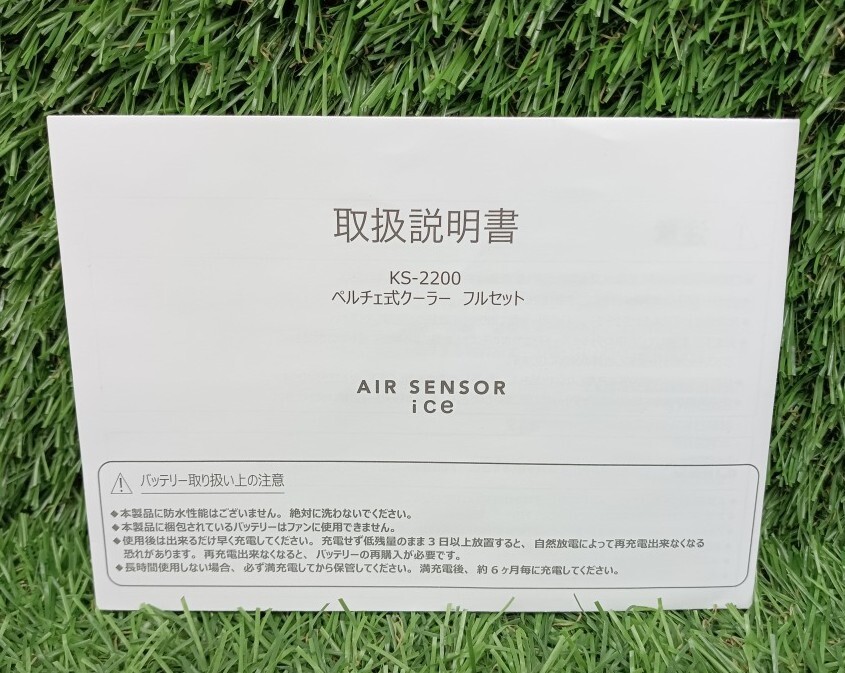 取扱説明書
KS-2200
ペルチェ式クーラー フルセット
AIR SENSOR
ice
バッテリー取り扱い上の注意
◆本製品に防水性能はございません。絶対に洗わないでください。
◆本製品に梱包されているバッテリーはファンに使用できません。
◆使用後は出来るだけ早く充電してください。充電せず低残量のまま3日以上放置すると、自然放電によって再充電出来なくなる
恐れがあります。再充電出来なくなると、バッテリーの再購入が必要です。
◆長時間使用しない場合、必ず満充電してから保管してください。満充電後、約6ヶ月毎に充電してください。